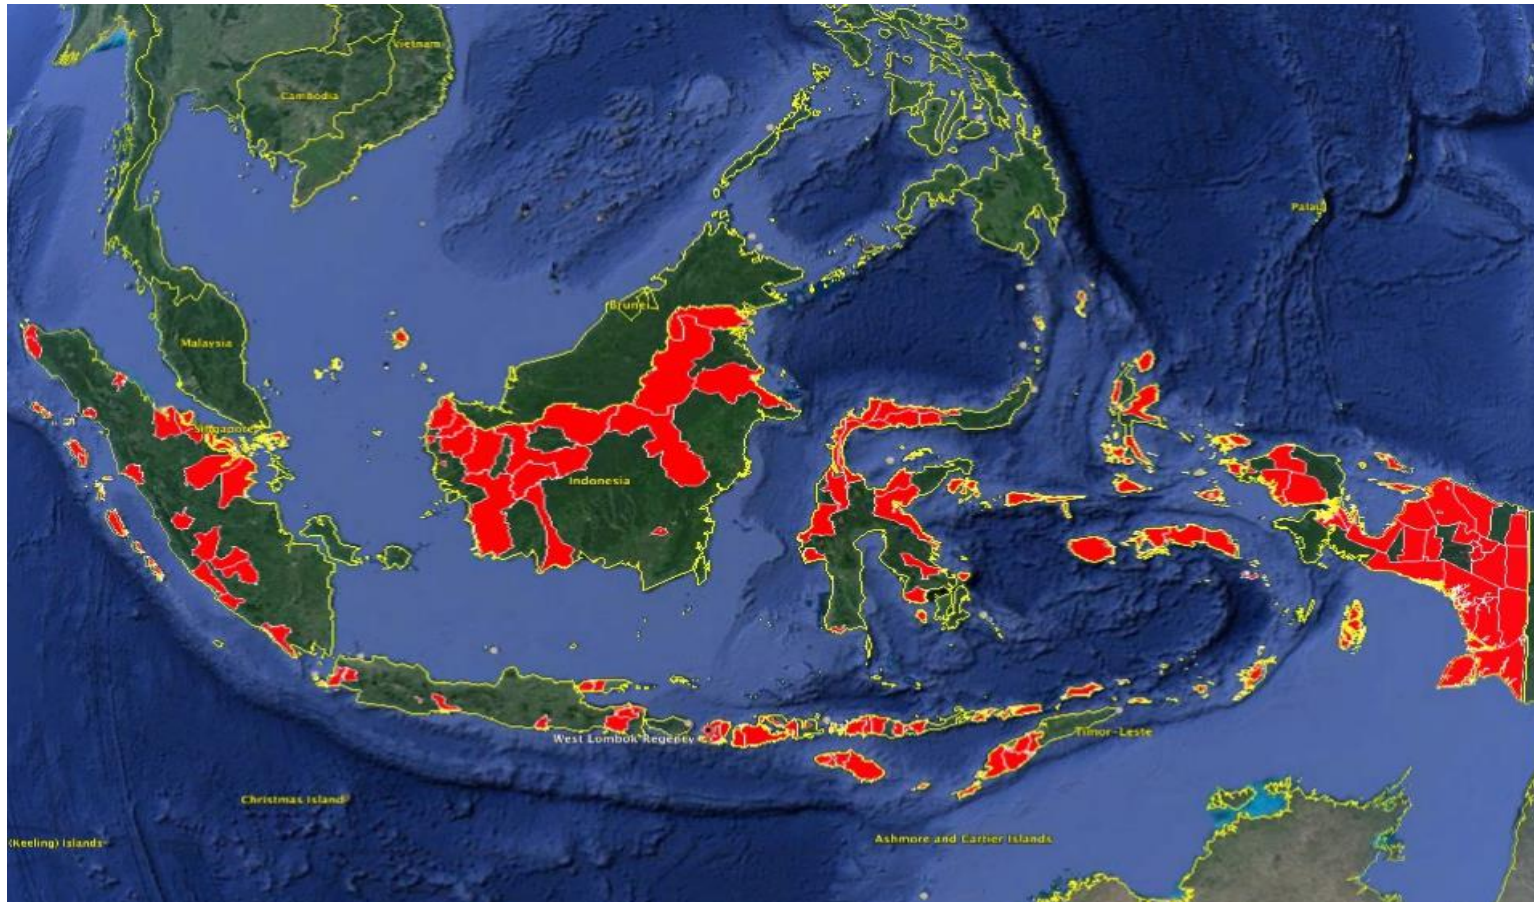 Vietnam
Cambodia
Palau
Brunei
Malaysia
Singapore
Indonesia
West Lombok Regency
Timor-Leste
Christmas Island
Ashmore and Cartier Islands
(Keeling) Islands